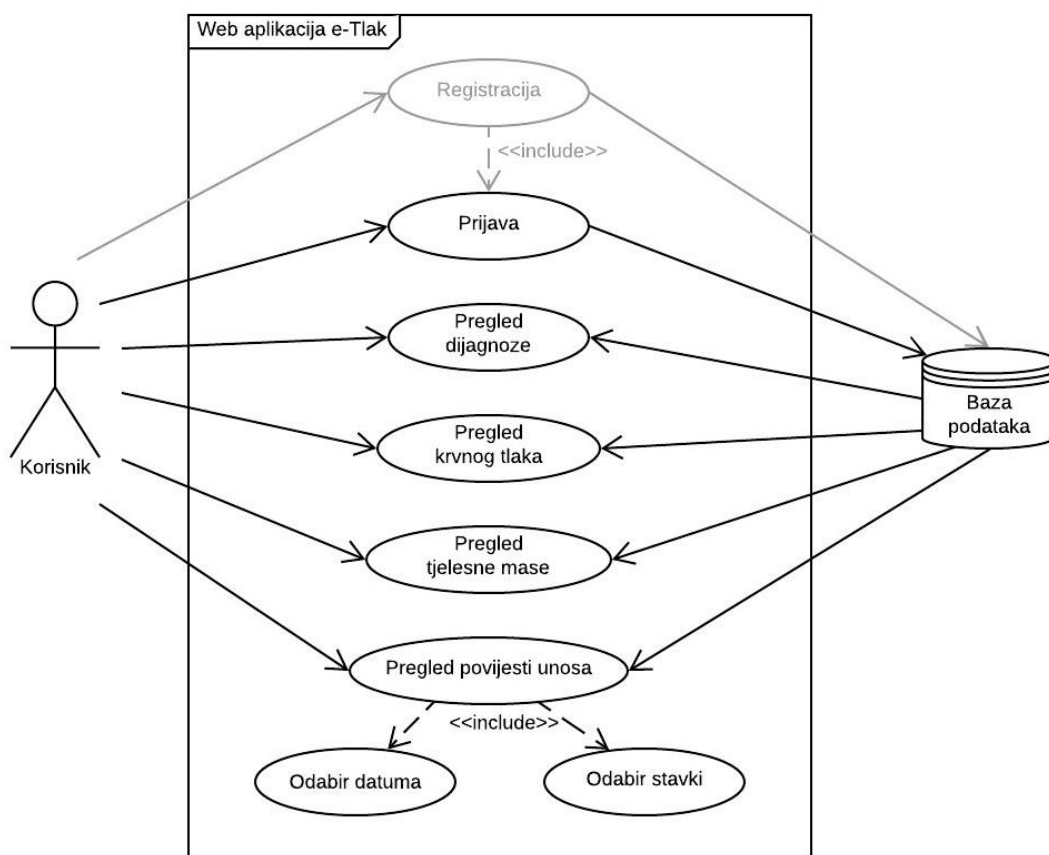 Web aplikacija e-Tlak
Registracija
<<include>>
Prijava
Pregled
dijagnoze
Baza
podataka
Pregled
krvnog tlaka
Korisnik
Pregled
tjelesne mase
Pregled povijesti unosa
<<include>>
Odabir datuma
Odabir stavki